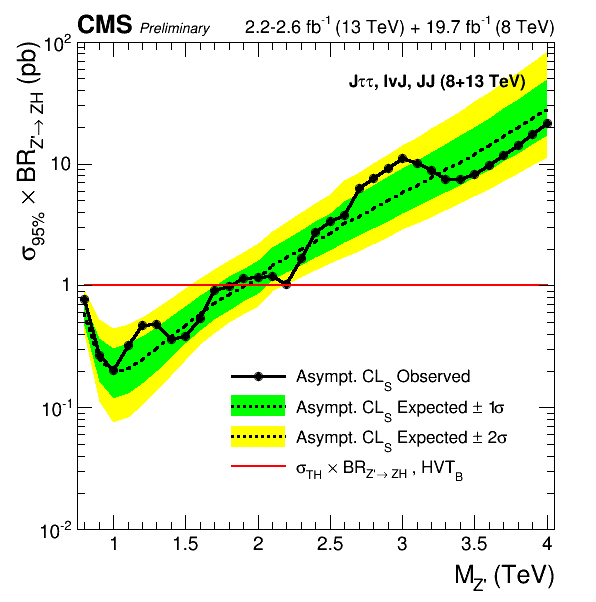 CMS Preliminary 2.2-2.6 fb⁻¹ (13 TeV) + 19.7 fb⁻¹ (8 TeV)
Jττ, lνJ, JJ (8+13 TeV)
σ95% × BRZ'→ ZH (pb)
10²
10
1
10⁻¹
10⁻²
Asympt. CLS Observed
Asympt. CLS Expected ± 1σ
Asympt. CLS Expected ± 2σ
σTH × BRZ'→ ZH , HVTB
1 1.5 2 2.5 3 3.5 4
MZ' (TeV)